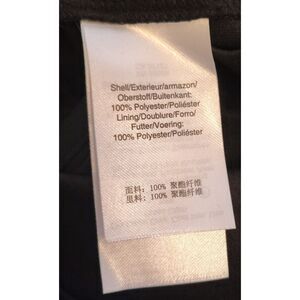 Shell/Exterieur/armazon/
Oberstoff/Buitenkant:
100% Polyester/Poliéster
Lining/Doublure/Forro/
Futter/Voering:
100% Polyester/Poliéster
面料: 100% 聚酯纤维
里料: 100% 聚酯纤维